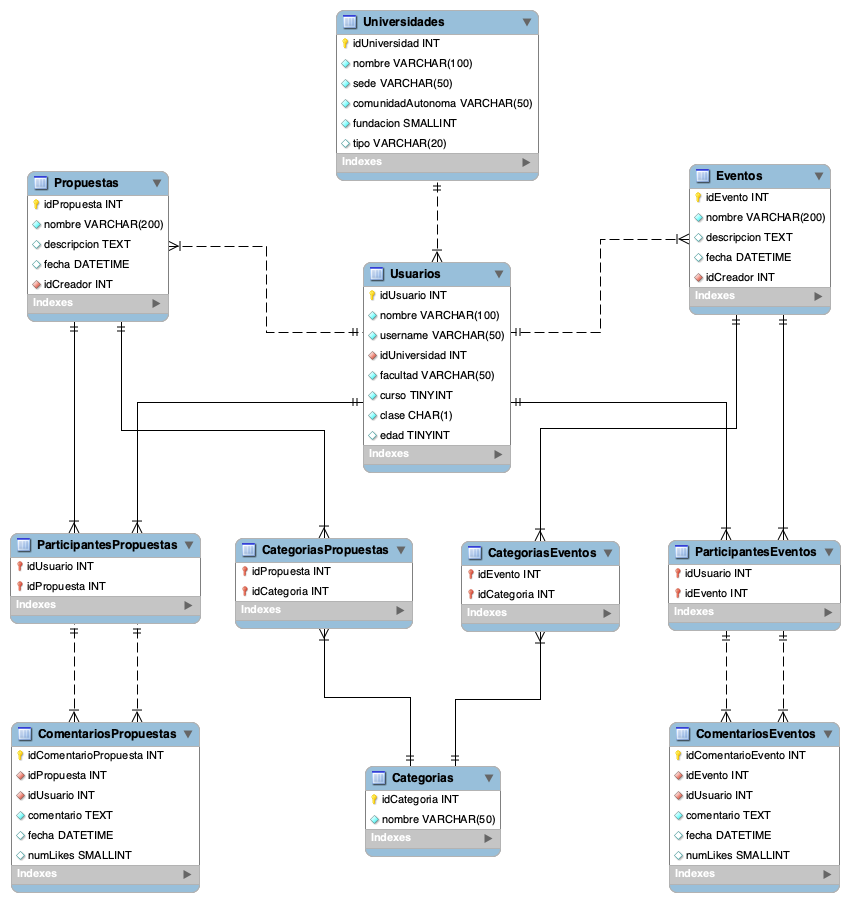 Universidades
idUniversidad INT
nombre VARCHAR(100)
sede VARCHAR(50)
comunidadAutonoma VARCHAR(50)
fundacion SMALLINT
tipo VARCHAR(20)
Indexes
Propuestas
idPropuesta INT
nombre VARCHAR(200)
descripcion TEXT
fecha DATETIME
idCreador INT
Indexes
Eventos
idEvento INT
nombre VARCHAR(200)
descripcion TEXT
fecha DATETIME
idCreador INT
Indexes
Usuarios
idUsuario INT
nombre VARCHAR(100)
username VARCHAR(50)
idUniversidad INT
facultad VARCHAR(50)
curso TINYINT
clase CHAR(1)
edad TINYINT
Indexes
ParticipantesPropuestas
idUsuario INT
idPropuesta INT
Indexes
CategoriasPropuestas
idPropuesta INT
idCategoria INT
Indexes
CategoriasEventos
idEvento INT
idCategoria INT
Indexes
ParticipantesEventos
idUsuario INT
idEvento INT
Indexes
ComentariosPropuestas
idComentarioPropuesta INT
idPropuesta INT
idUsuario INT
comentario TEXT
fecha DATETIME
numLikes SMALLINT
Indexes
Categorias
idCategoria INT
nombre VARCHAR(50)
Indexes
ComentariosEventos
idComentarioEvento INT
idEvento INT
idUsuario INT
comentario TEXT
fecha DATETIME
numLikes SMALLINT
Indexes